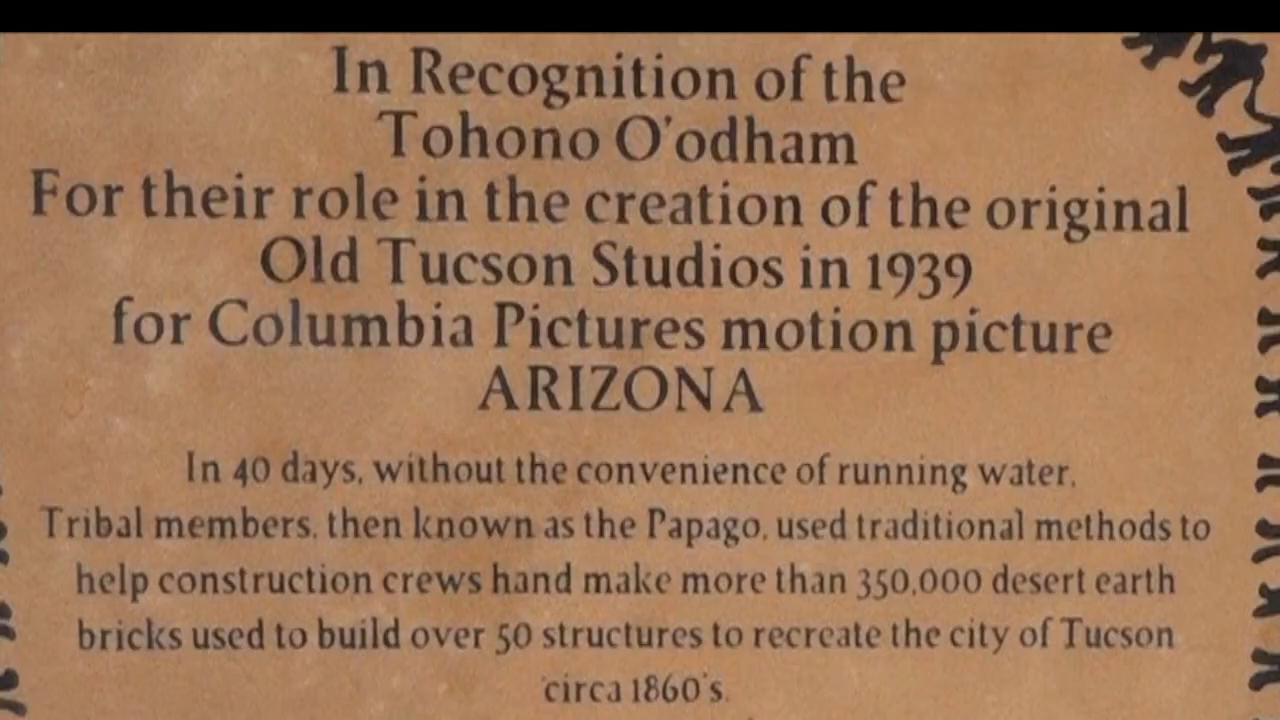 In Recognition of the
Tohono O'odham
For their role in the creation of the original
Old Tucson Studios in 1939
for Columbia Pictures motion picture
ARIZONA
In 40 days, without the convenience of running water,
Tribal members, then known as the Papago, used traditional methods to
help construction crews hand make more than 350,000 desert earth
bricks used to build over 50 structures to recreate the city of Tucson
circa 1860's.